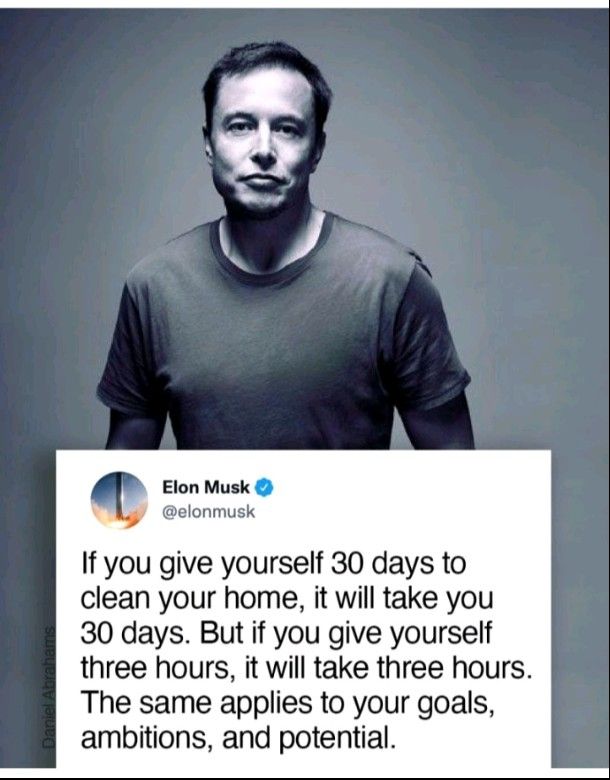 Elon Musk
@elonmusk
If you give yourself 30 days to
clean your home, it will take you
30 days. But if you give yourself
three hours, it will take three hours.
The same applies to your goals,
ambitions, and potential.
Daniel Abrahams